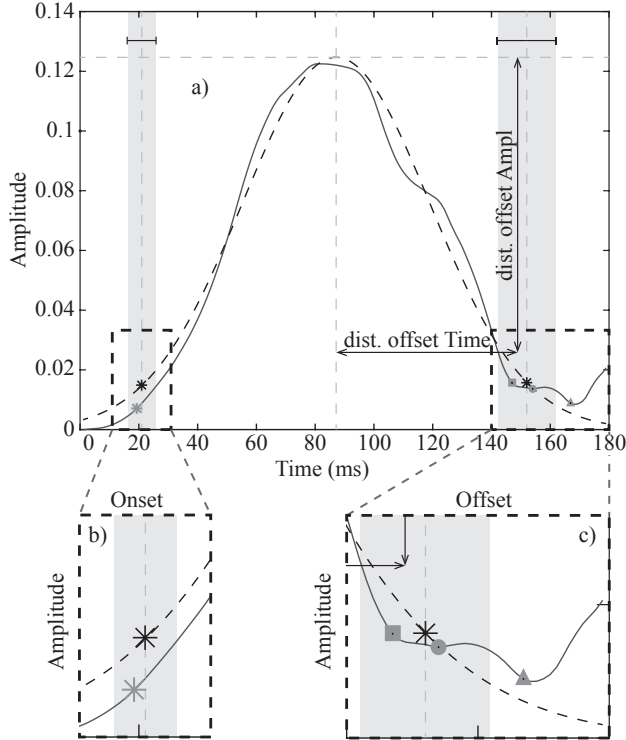 0.14
0.12
a)
0.1
dist. offset Ampl
0.08
Amplitude
0.06
0.04
dist. offset Time
0.02
0
0 20 40 60 80 100 120 140 160 180
Time (ms)
Onset
Offset
b)
c)
Amplitude
Amplitude